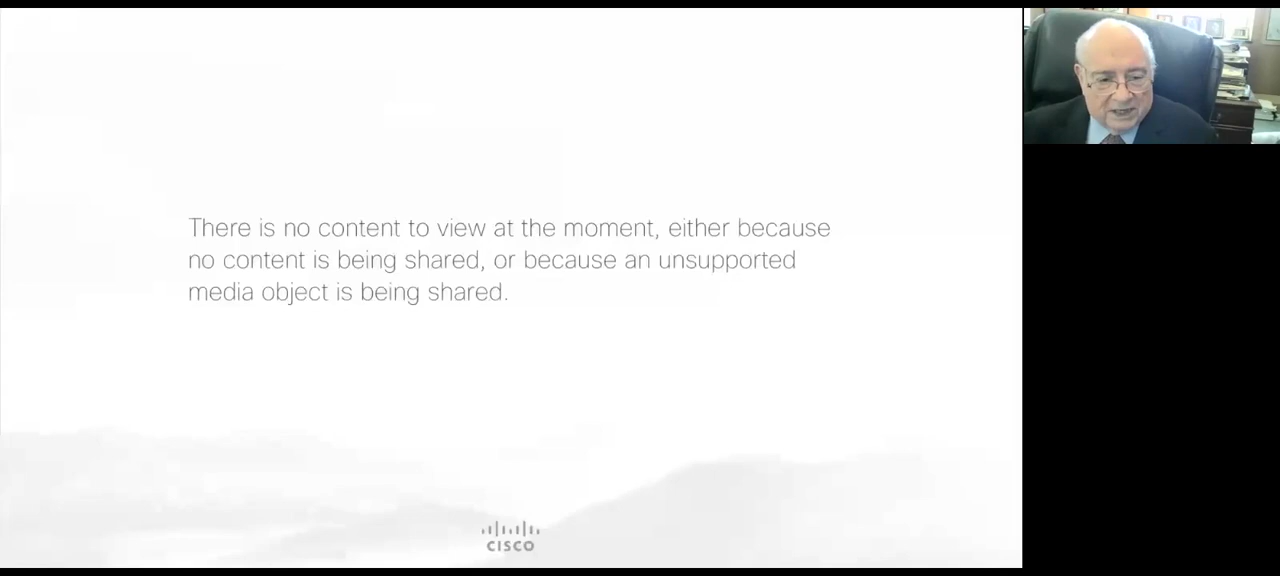 There is no content to view at the moment, either because
no content is being shared, or because an unsupported
media object is being shared.
CISCO